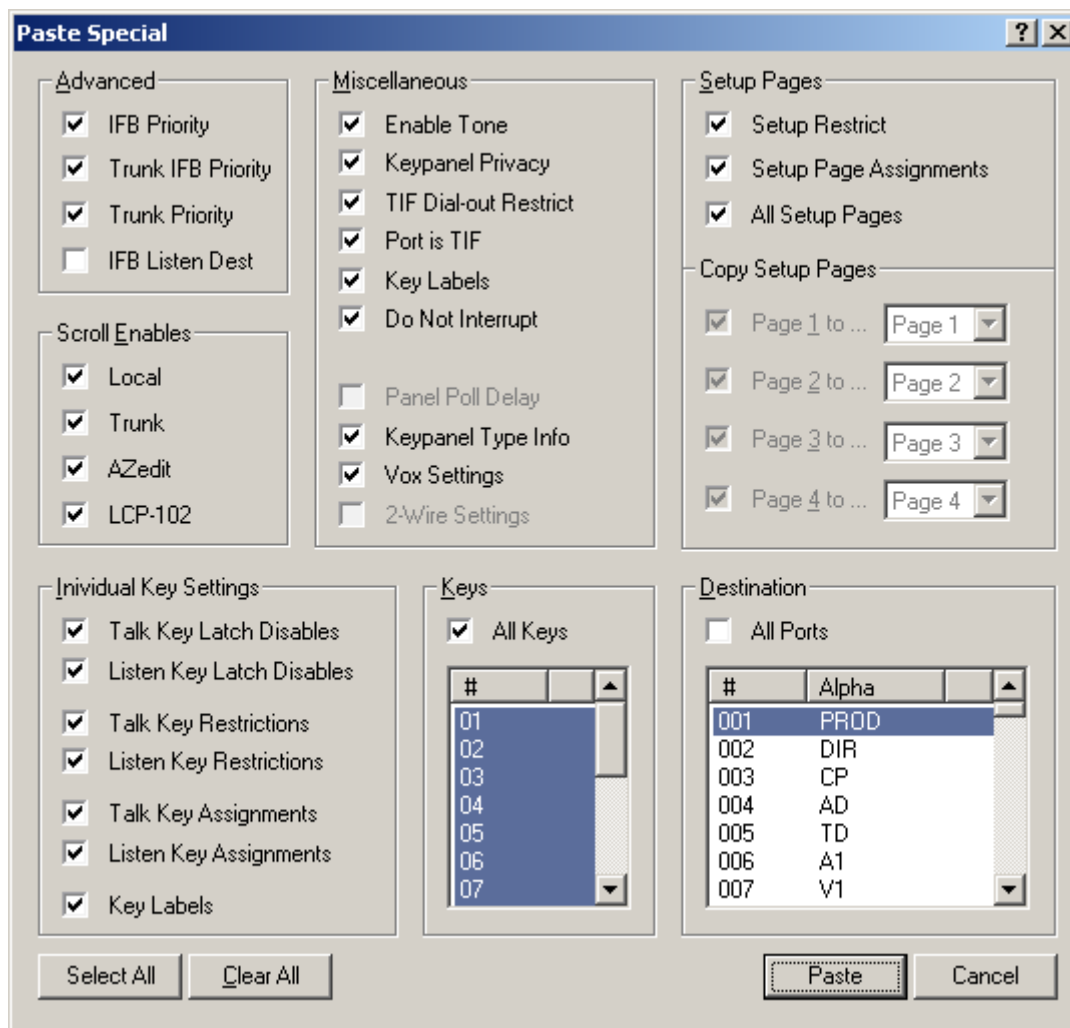 Paste Special
Advanced
IFB Priority
Trunk IFB Priority
Trunk Priority
IFB Listen Dest
Scroll Enables
Local
Trunk
AZedit
LCP-102
Miscellaneous
Enable Tone
Keypanel Privacy
TIF Dial-out Restrict
Port is TIF
Key Labels
Do Not Interrupt
Panel Poll Delay
Keypanel Type Info
Vox Settings
2-Wire Settings
Setup Pages
Setup Restrict
Setup Page Assignments
All Setup Pages
Copy Setup Pages
Page 1 to ... Page 1
Page 2 to ... Page 2
Page 3 to ... Page 3
Page 4 to ... Page 4
Inividual Key Settings
Talk Key Latch Disables
Listen Key Latch Disables
Talk Key Restrictions
Listen Key Restrictions
Talk Key Assignments
Listen Key Assignments
Key Labels
Keys
All Keys
#
01
02
03
04
05
06
07
Destination
All Ports
# Alpha
001 PROD
002 DIR
003 CP
004 AD
005 TD
006 A1
007 V1
Select All
Clear All
Paste
Cancel